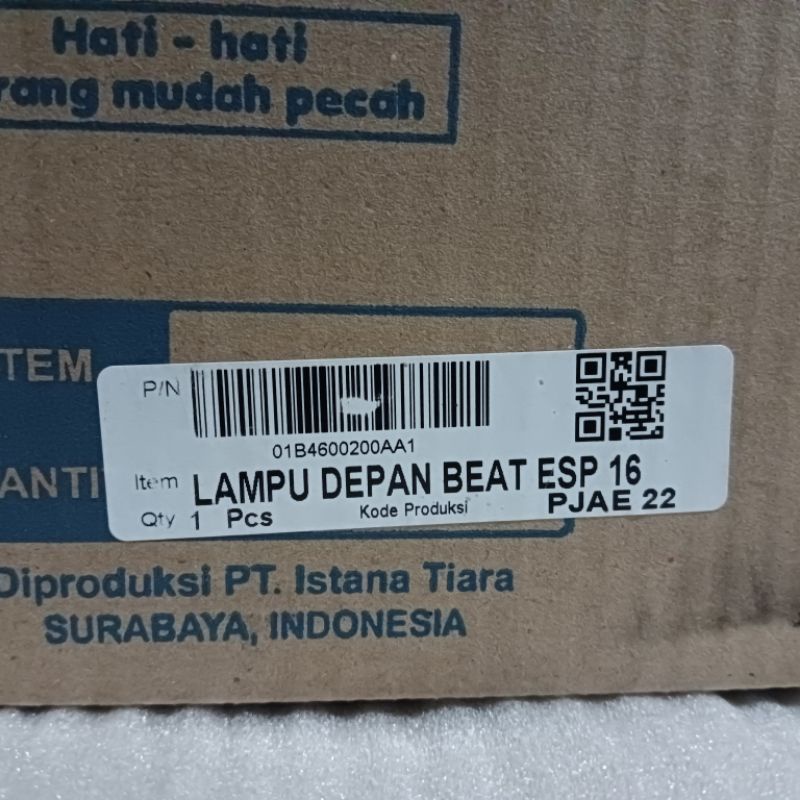 Hati - hati
rang mudah pecah
TEM
P/N
01B4600200AA1
ANTI
Item LAMPU DEPAN BEAT ESP 16
Qty 1 Pcs Kode Produksi PJAE 22
Diproduksi PT. Istana Tiara
SURABAYA, INDONESIA